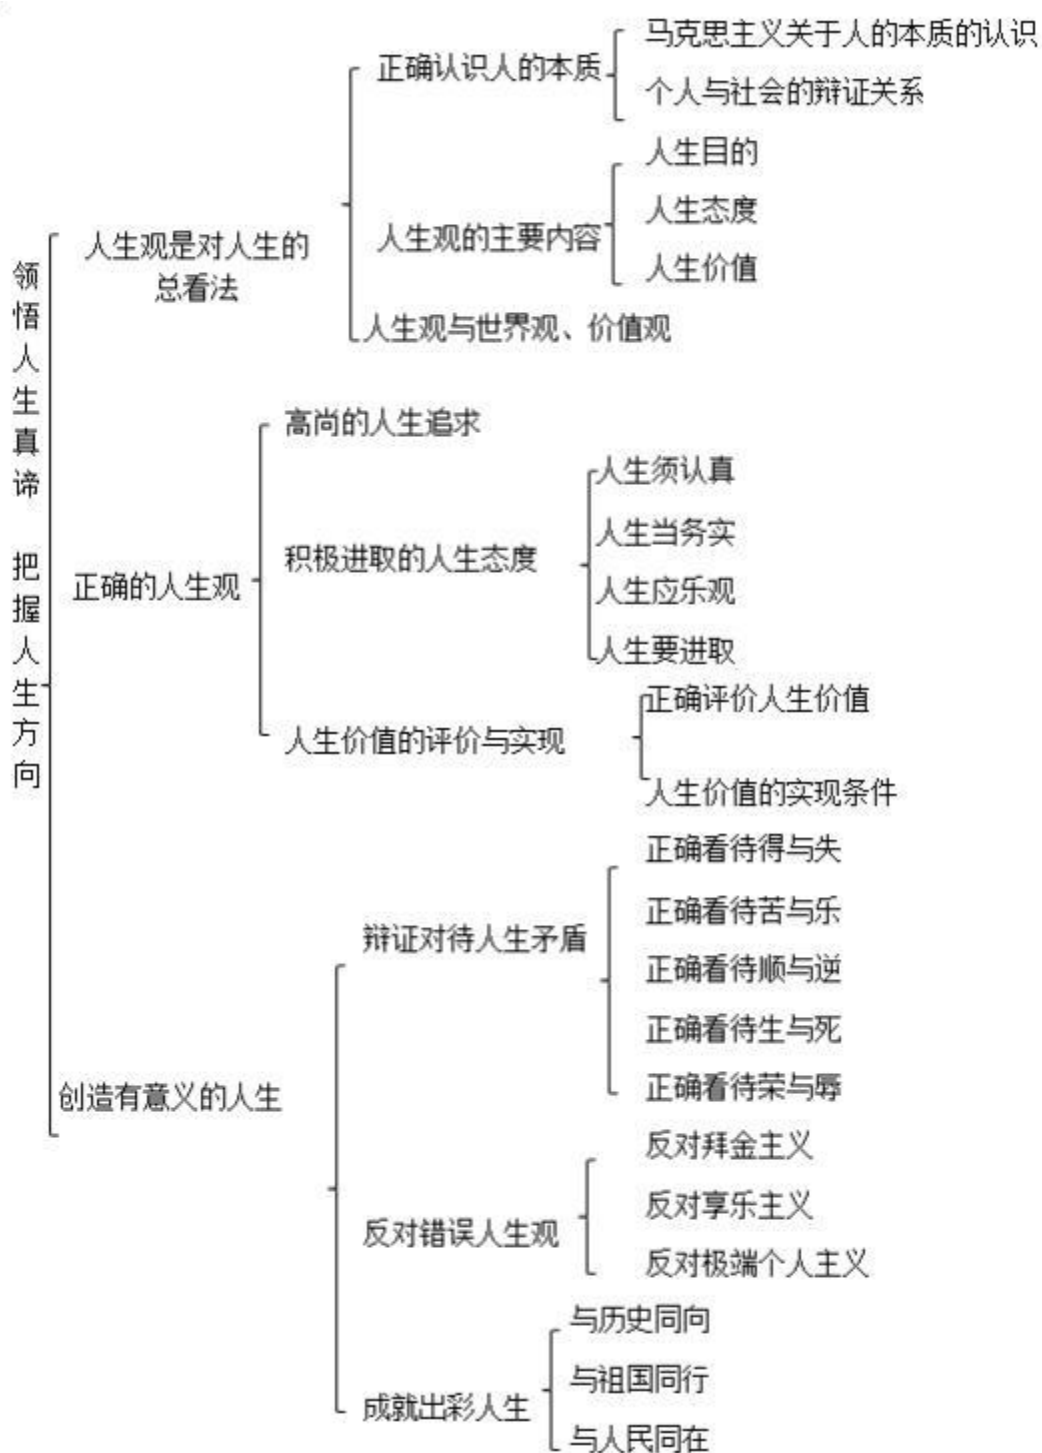 领悟人生真谛 把握人生方向
人生观是对人生的
总看法
正确认识人的本质
马克思主义关于人的本质的认识
个人与社会的辩证关系
人生观的主要内容
人生目的
人生态度
人生价值
人生观与世界观、价值观
正确的人生观
高尚的人生追求
积极进取的人生态度
人生须认真
人生当务实
人生应乐观
人生要进取
人生价值的评价与实现
正确评价人生价值
人生价值的实现条件
创造有意义的人生
辩证对待人生矛盾
正确看待得与失
正确看待苦与乐
正确看待顺与逆
正确看待生与死
正确看待荣与辱
反对错误人生观
反对拜金主义
反对享乐主义
反对极端个人主义
成就出彩人生
与历史同向
与祖国同行
与人民同在